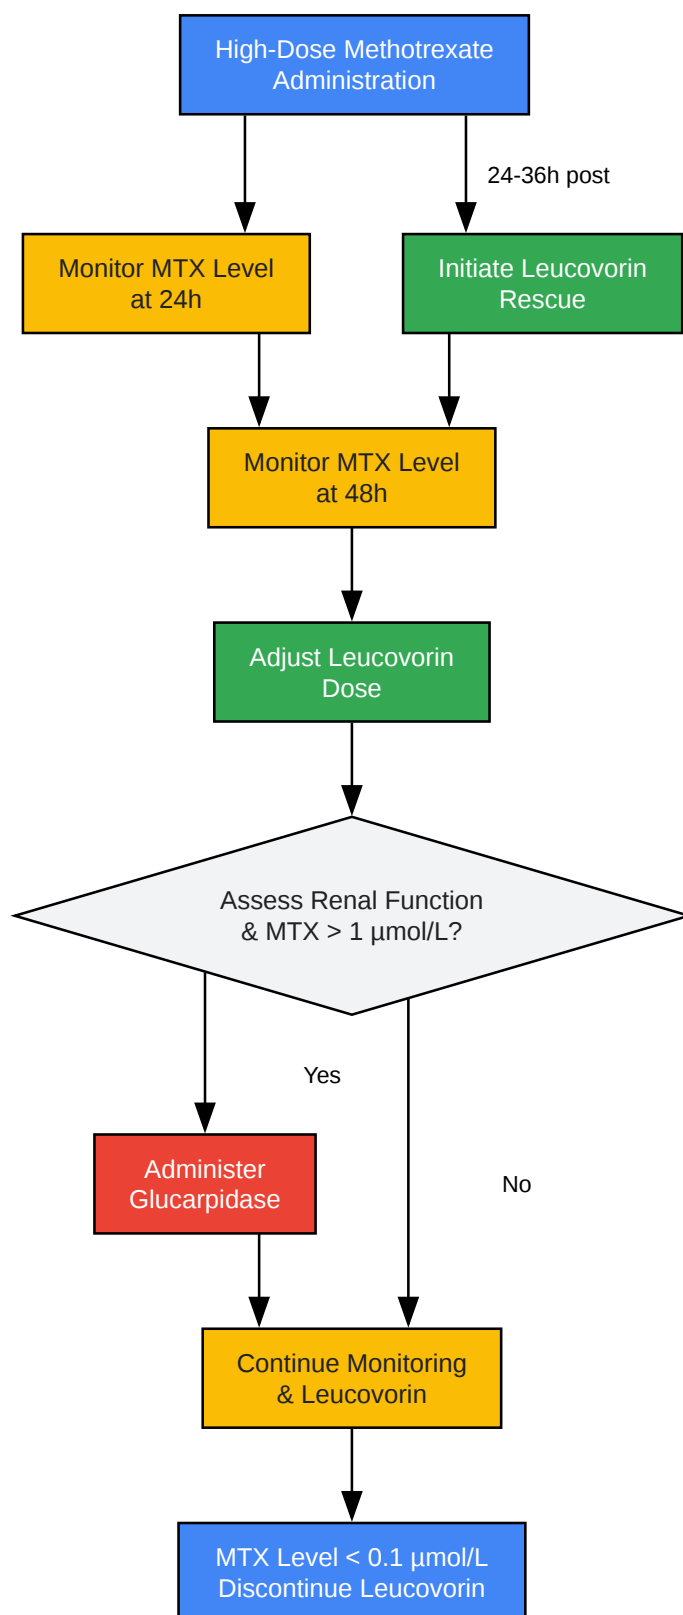 High-Dose Methotrexate
Administration
24-36h post
Monitor MTX Level
at 24h
Initiate Leucovorin
Rescue
Monitor MTX Level
at 48h
Adjust Leucovorin
Dose
Assess Renal Function
& MTX > 1 µmol/L?
Yes
Administer
Glucarpidase
No
Continue Monitoring
& Leucovorin
MTX Level < 0.1 µmol/L
Discontinue Leucovorin